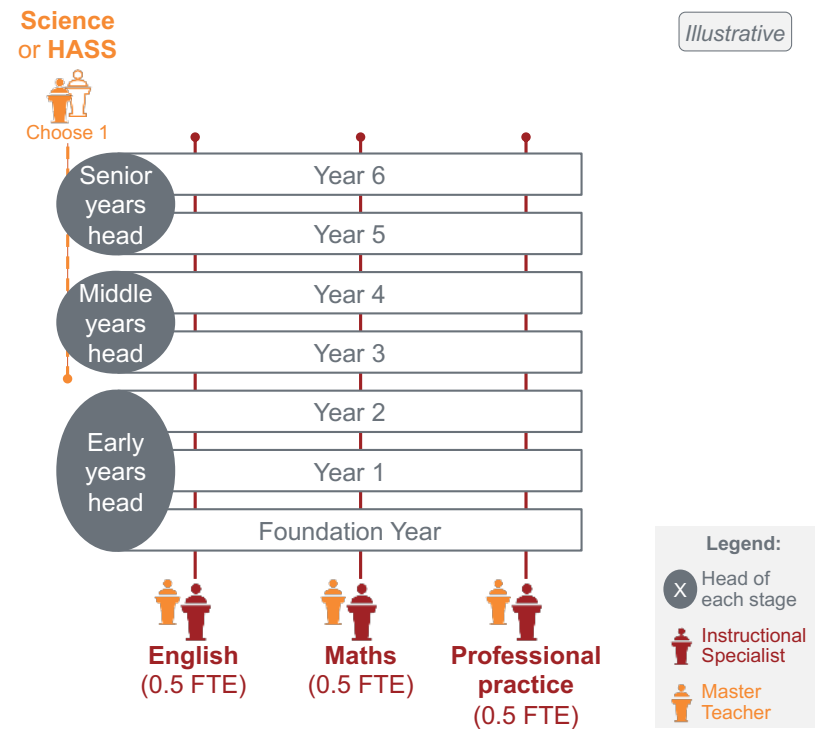 Science
or HASS
Illustrative
Choose 1
Senior
years
head
Year 6
Year 5
Middle
years
head
Year 4
Year 3
Early
years
head
Year 2
Year 1
Foundation Year
English
(0.5 FTE)
Maths
(0.5 FTE)
Professional
practice
(0.5 FTE)
Legend:
X
Head of
each stage
Instructional
Specialist
Master
Teacher